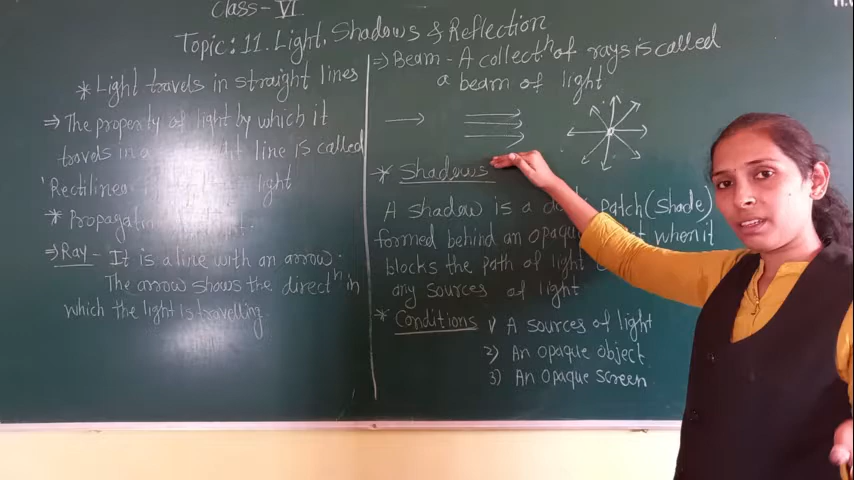 Class - VI
Topic: 11. Light, Shadows & Reflection
* Light travels in straight lines
⇒ The property of light by which it
travels in a line is called
light
* Propagation
⇒ Ray - It is a line with an arrow.
The arrow shows the directⁿ in
which the light is travelling.
⇒ Beam - A collectⁿ of rays is called
a beam of light
* Shadows
A shadow is a patch (shade)
formed behind an opaque when it
blocks the path of light
any sources of light
* Conditions 1) A sources of light
2) An opaque object
3) An opaque screen